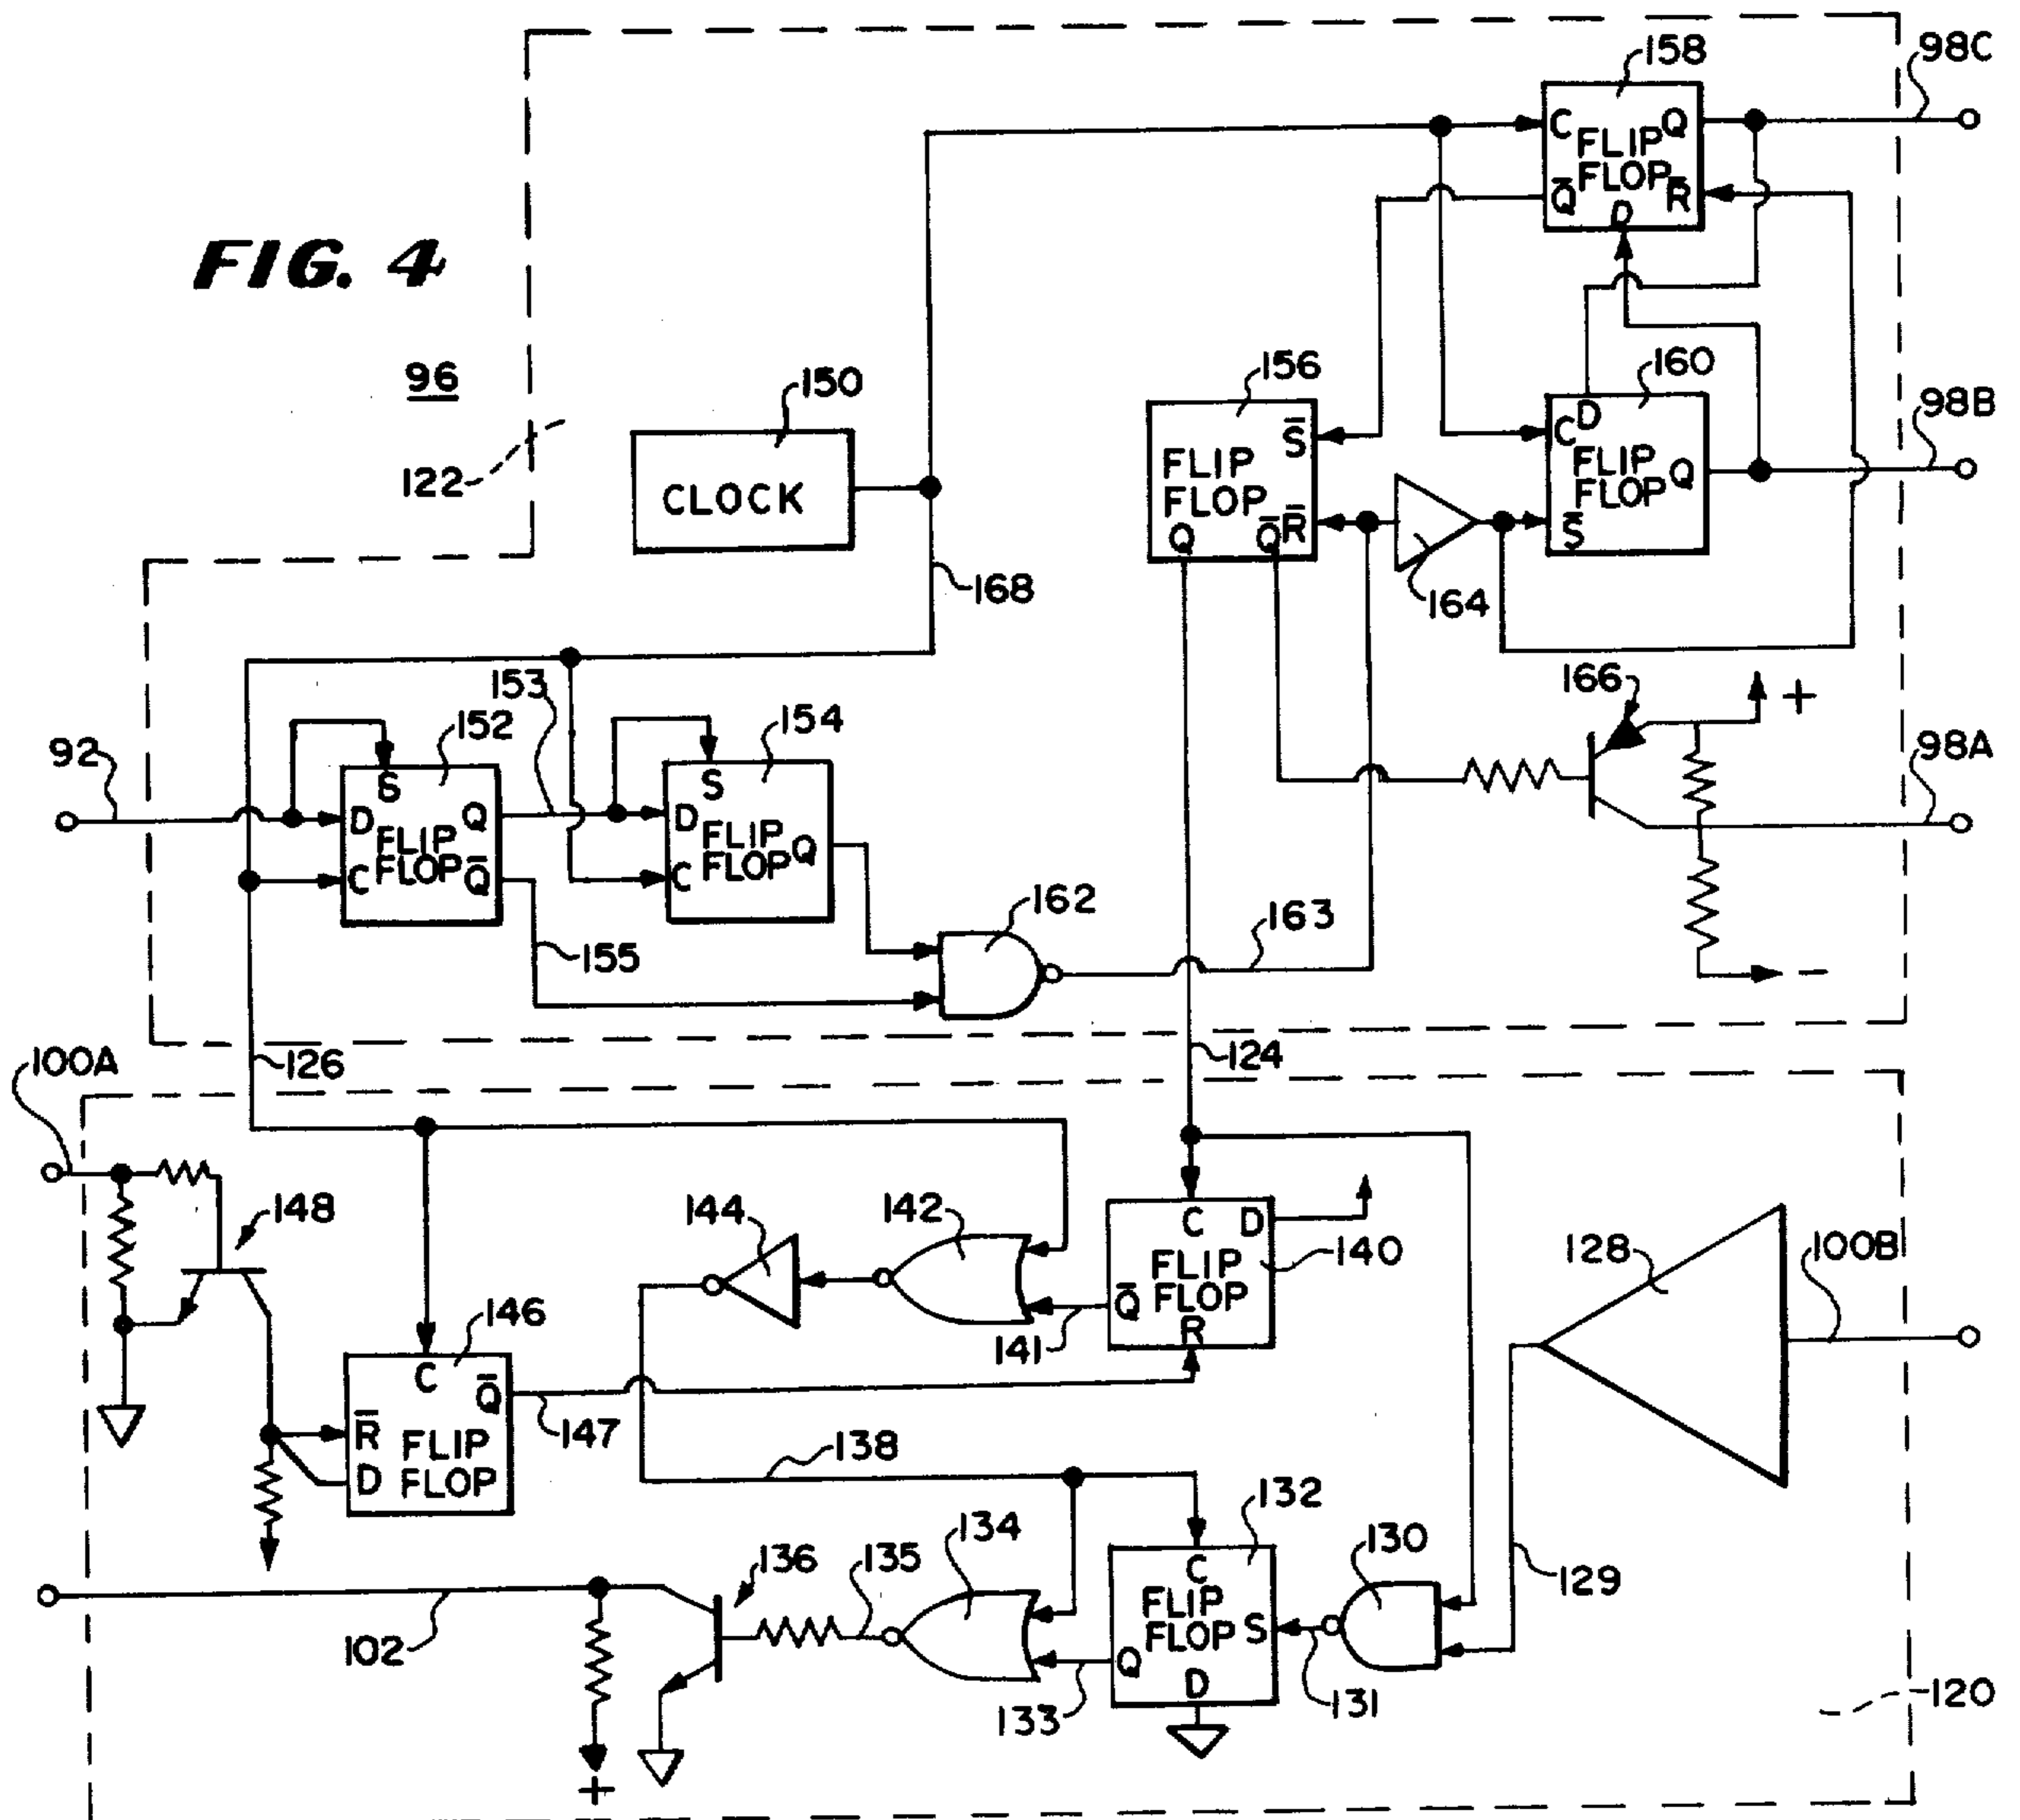 158
98C
C
Q
FLIP
FLOP
Q̅
R̅
D
FIG. 4
96
150
156
160
98B
S̅
D
C
FLIP
FLIP
FLOP
Q
122
CLOCK
FLOP
Q
Q̅
R̅
S̅
168
164
153
152
154
166
+
92
98A
S
S
D
Q
D
FLIP
FLIP
Q
FLOP
FLOP
C
Q̅
C
162
163
155
−
100A
126
124
148
144
142
C
D
128
100B
140
FLIP
FLOP
Q̅
R
146
141
C
Q̅
147
R̅
FLIP
138
D
FLOP
132
134
130
136
135
C
129
FLIP
FLOP
S
102
Q
D
131
133
120
+